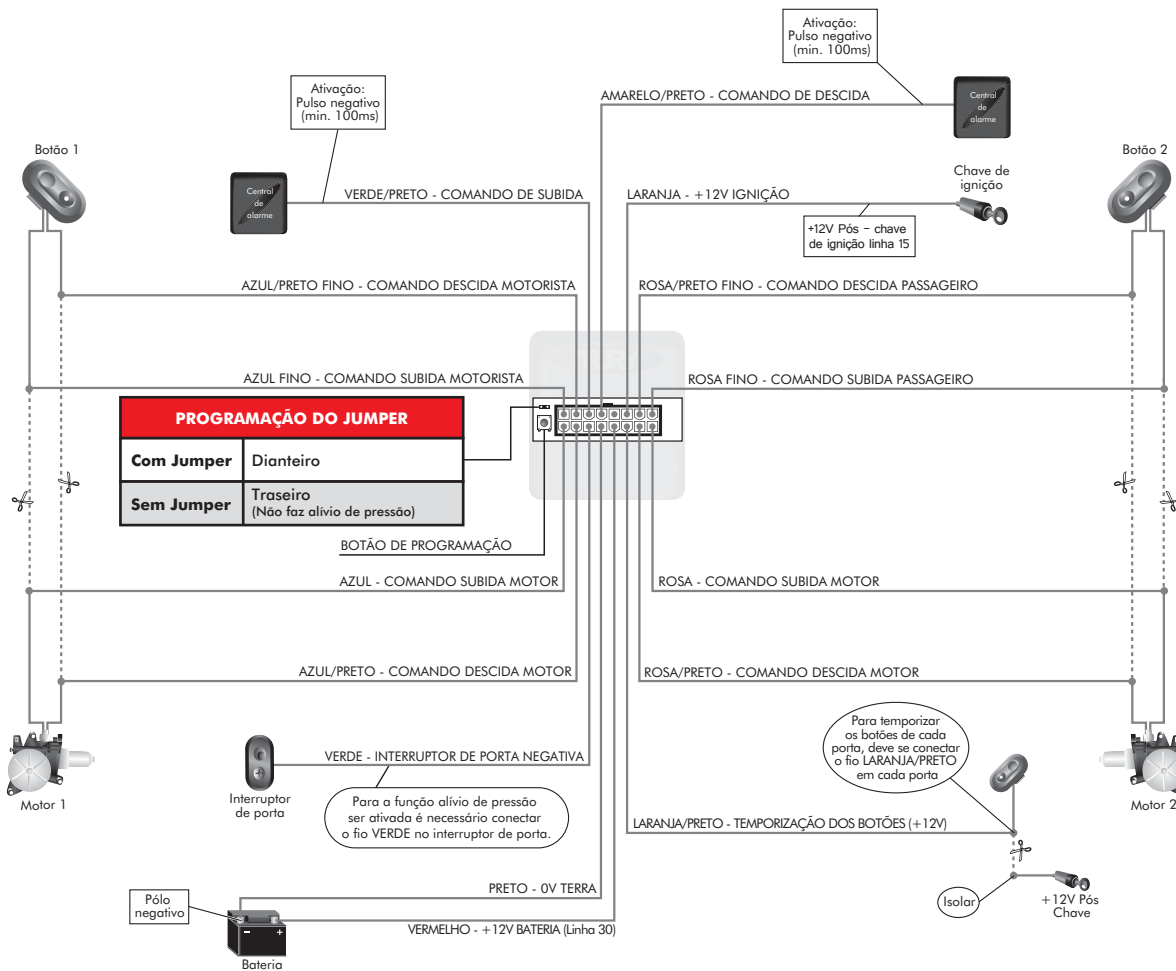 Ativação:
Pulso negativo
(min. 100ms)
Ativação:
Pulso negativo
(min. 100ms)
AMARELO/PRETO - COMANDO DE DESCIDA
Central
de
alarme
Botão 1
Botão 2
Central
de
alarme
VERDE/PRETO - COMANDO DE SUBIDA
LARANJA - +12V IGNIÇÃO
Chave de
ignição
+12V Pós - chave
de ignição linha 15
AZUL/PRETO FINO - COMANDO DESCIDA MOTORISTA
ROSA/PRETO FINO - COMANDO DESCIDA PASSAGEIRO
AZUL FINO - COMANDO SUBIDA MOTORISTA
ROSA FINO - COMANDO SUBIDA PASSAGEIRO
PROGRAMAÇÃO DO JUMPER
Com Jumper Dianteiro
Sem Jumper Traseiro
(Não faz alívio de pressão)
BOTÃO DE PROGRAMAÇÃO
AZUL - COMANDO SUBIDA MOTOR
ROSA - COMANDO SUBIDA MOTOR
AZUL/PRETO - COMANDO DESCIDA MOTOR
ROSA/PRETO - COMANDO DESCIDA MOTOR
Motor 1
Motor 2
Interruptor
de porta
VERDE - INTERRUPTOR DE PORTA NEGATIVA
Para a função alívio de pressão
ser ativada é necessário conectar
o fio VERDE no interruptor de porta.
Para temporizar
os botões de cada
porta, deve se conectar
o fio LARANJA/PRETO
em cada porta
LARANJA/PRETO - TEMPORIZAÇÃO DOS BOTÕES (+12V)
Isolar
+12V Pós
Chave
PRETO - 0V TERRA
Pólo
negativo
- +
VERMELHO - +12V BATERIA (Linha 30)
Bateria